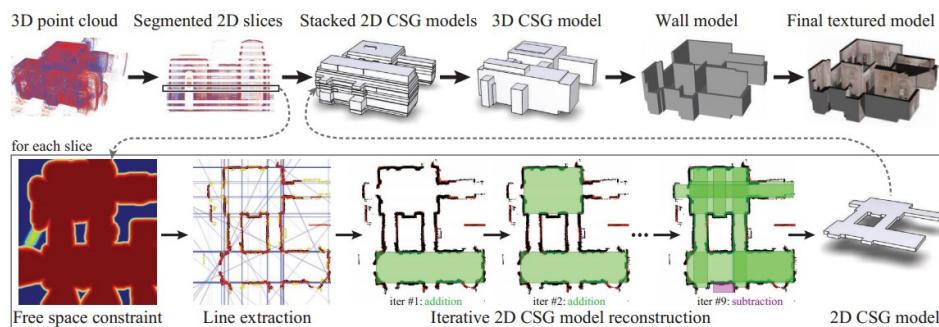 3D point cloud Segmented 2D slices Stacked 2D CSG models 3D CSG model Wall model Final textured model
for each slice
iter #1: addition iter #2: addition iter #9: subtraction
Free space constraint Line extraction Iterative 2D CSG model reconstruction 2D CSG model